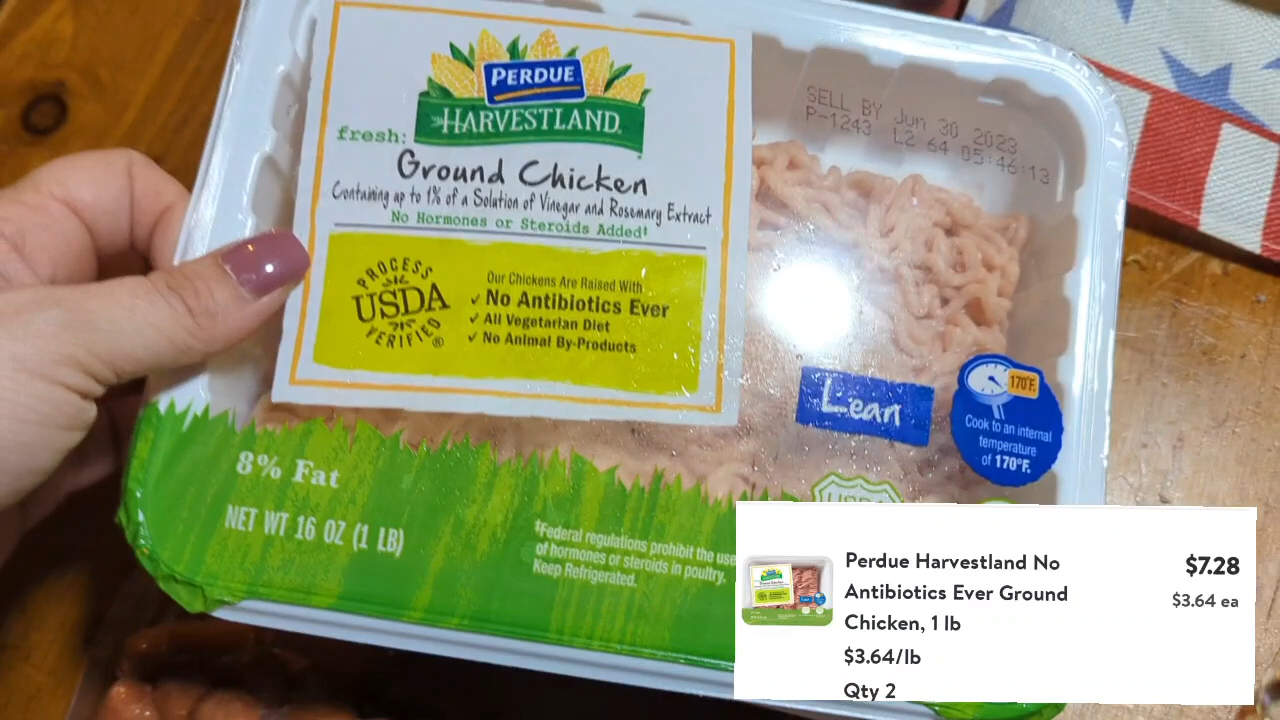 PERDUE
HARVESTLAND®
fresh:
Ground Chicken
Containing up to 1% of a Solution of Vinegar and Rosemary Extract
No Hormones or Steroids Added‡
PROCESS
USDA
VERIFIED®
Our Chickens Are Raised With
✓ No Antibiotics Ever
✓ All Vegetarian Diet
✓ No Animal By-Products
SELL BY Jun 30 2023
P-1243 L2 64 05:46:13
Lean
170°F.
Cook to an internal
temperature
of 170°F.
8% Fat
NET WT 16 OZ (1 LB)
‡Federal regulations prohibit the use
of hormones or steroids in poultry.
Keep Refrigerated.
USDA
Perdue Harvestland No
Antibiotics Ever Ground
Chicken, 1 lb
$3.64/lb
Qty 2
$7.28
$3.64 ea